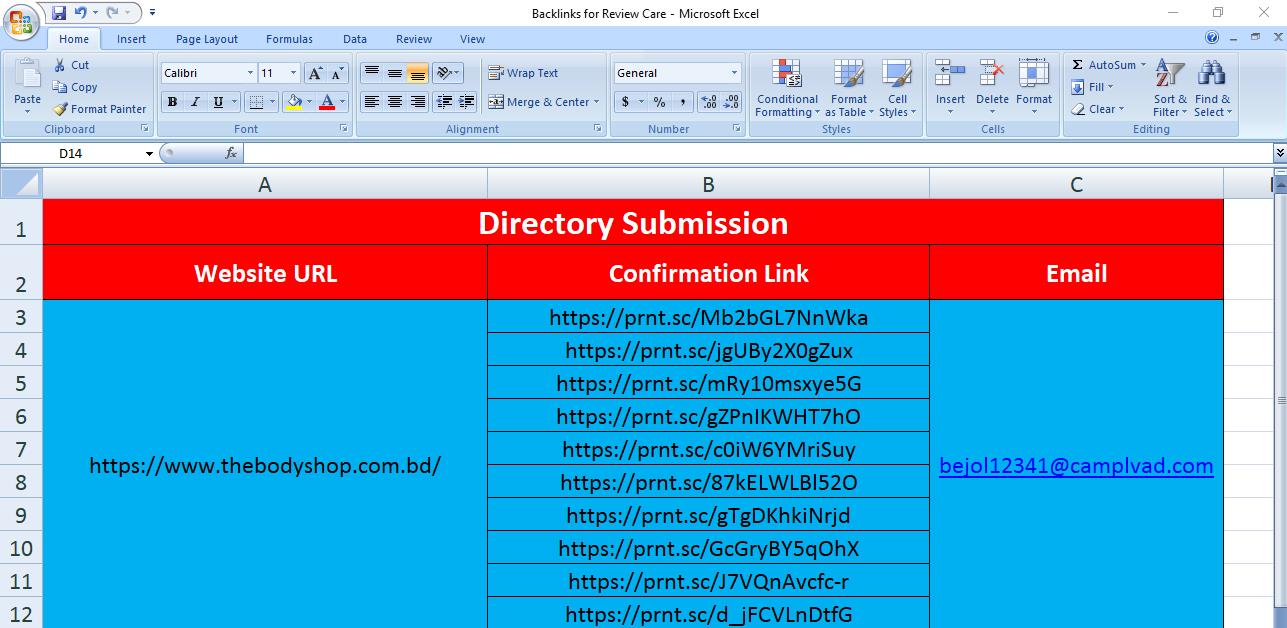 Backlinks for Review Care - Microsoft Excel
Home Insert Page Layout Formulas Data Review View
Paste
Cut
Copy
Format Painter
Clipboard
Calibri 11
B I U
Font
Wrap Text
Merge & Center
Alignment
General
$ % ,
Number
Conditional Formatting
Format as Table
Cell Styles
Styles
Insert Delete Format
Cells
Σ AutoSum
Fill
Clear
Sort & Filter
Find & Select
Editing
D14 fx
A B C
1 Directory Submission
2 Website URL Confirmation Link Email
3 https://prnt.sc/Mb2bGL7NnWka
4 https://prnt.sc/jgUBy2X0gZux
5 https://prnt.sc/mRy10msxye5G
6 https://prnt.sc/gZPnIKWHT7hO
7 https://prnt.sc/c0iW6YMriSuy
https://www.thebodyshop.com.bd/ bejol12341@camplvad.com
8 https://prnt.sc/87kELWLBl52O
9 https://prnt.sc/gTgDKhkiNrjd
10 https://prnt.sc/GcGryBY5qOhX
11 https://prnt.sc/J7VQnAvcfc-r
12 https://prnt.sc/d_jFCVLnDtfG